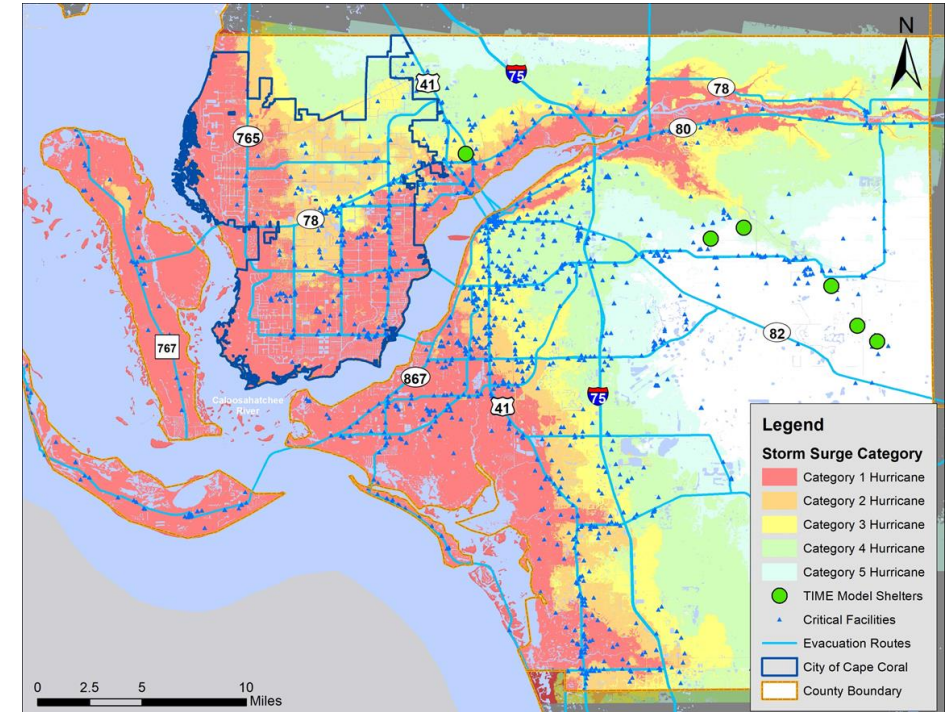 N
41
75
78
765
80
78
767
82
867
Caloosahatchee
River
41
75
Legend
Storm Surge Category
Category 1 Hurricane
Category 2 Hurricane
Category 3 Hurricane
Category 4 Hurricane
Category 5 Hurricane
TIME Model Shelters
Critical Facilities
Evacuation Routes
City of Cape Coral
County Boundary
0 2.5 5 10
Miles